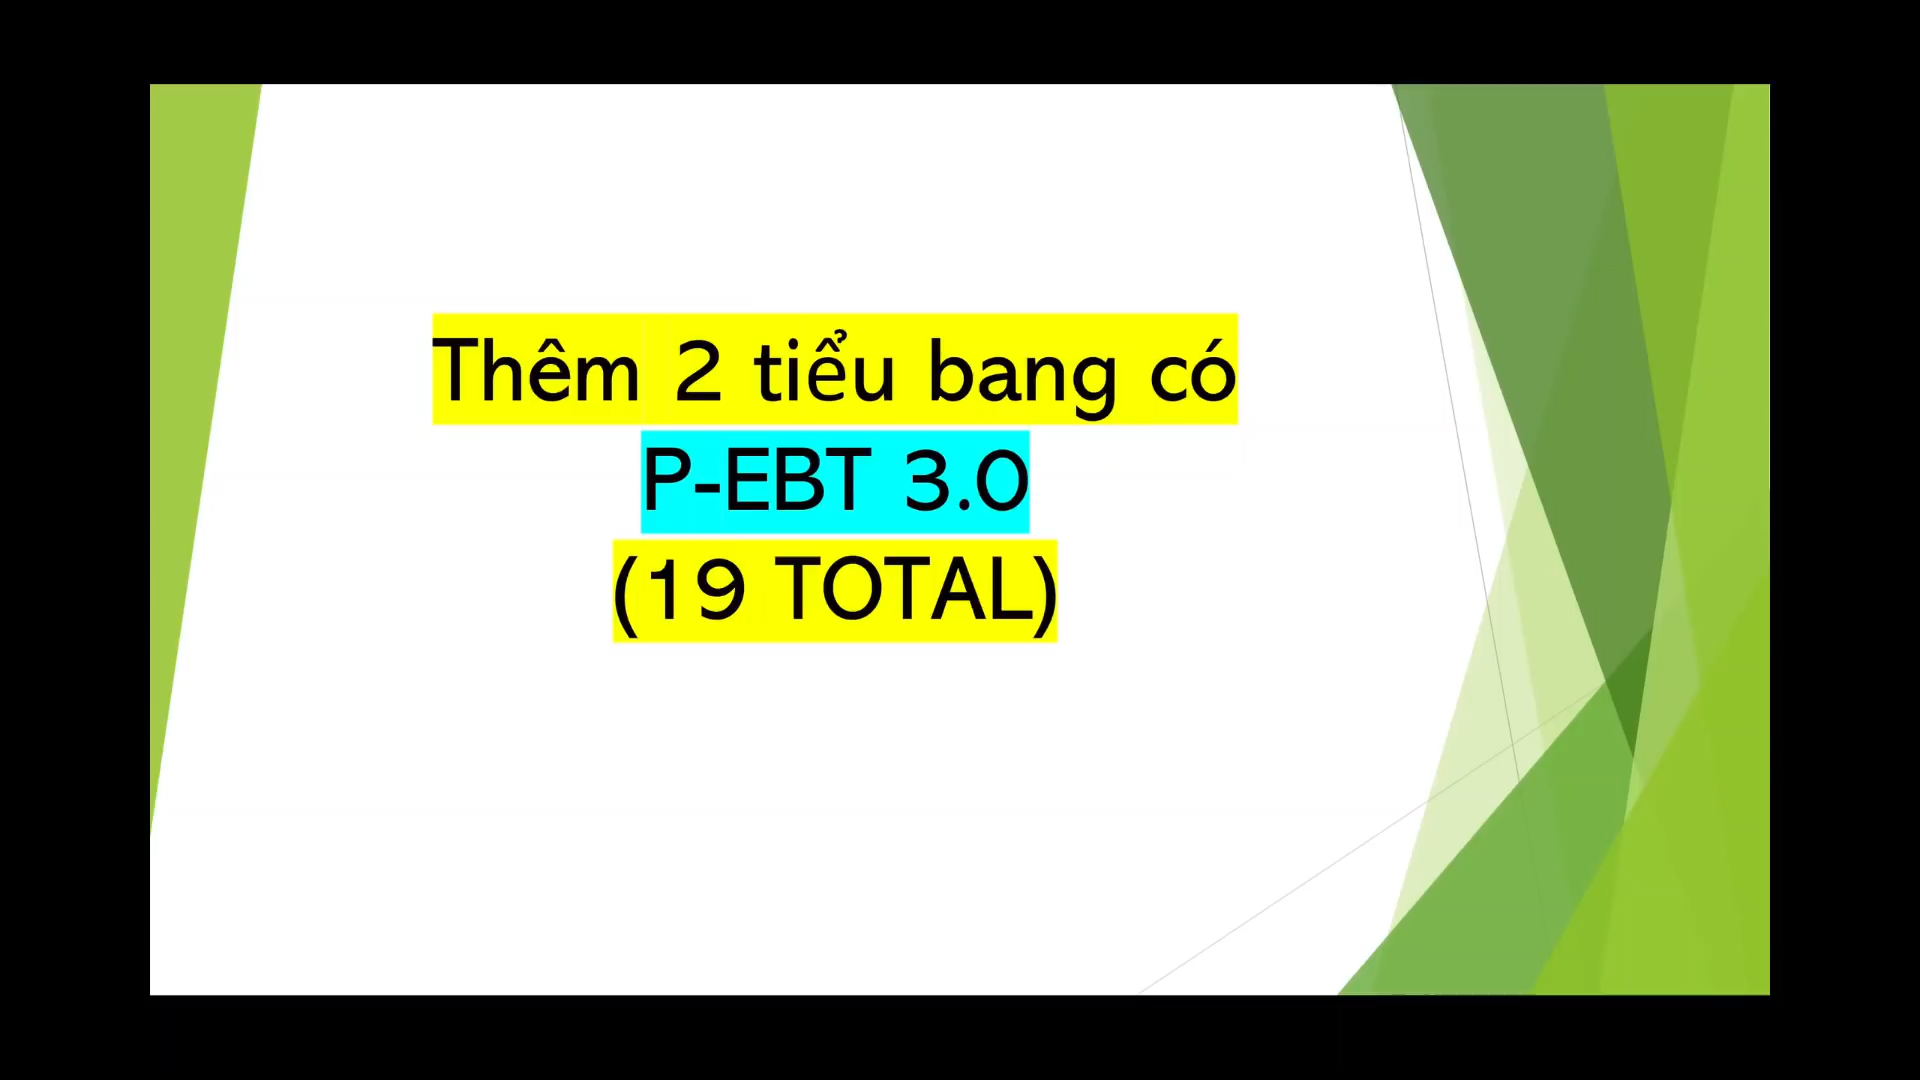 Thêm 2 tiểu bang có
P-EBT 3.0
(19 TOTAL)